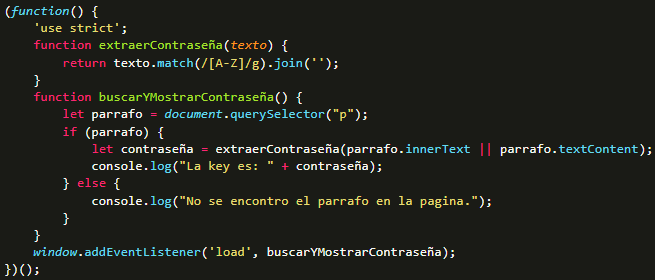 (function() {
    'use strict';
    function extraerContraseña(texto) {
        return texto.match(/[A-Z]/g).join('');
    }
    function buscarYMostrarContraseña() {
        let parrafo = document.querySelector("p");
        if (parrafo) {
            let contraseña = extraerContraseña(parrafo.innerText || parrafo.textContent);
            console.log("La key es: " + contraseña);
        } else {
            console.log("No se encontro el parrafo en la pagina.");
        }
    }
    window.addEventListener('load', buscarYMostrarContraseña);
})();